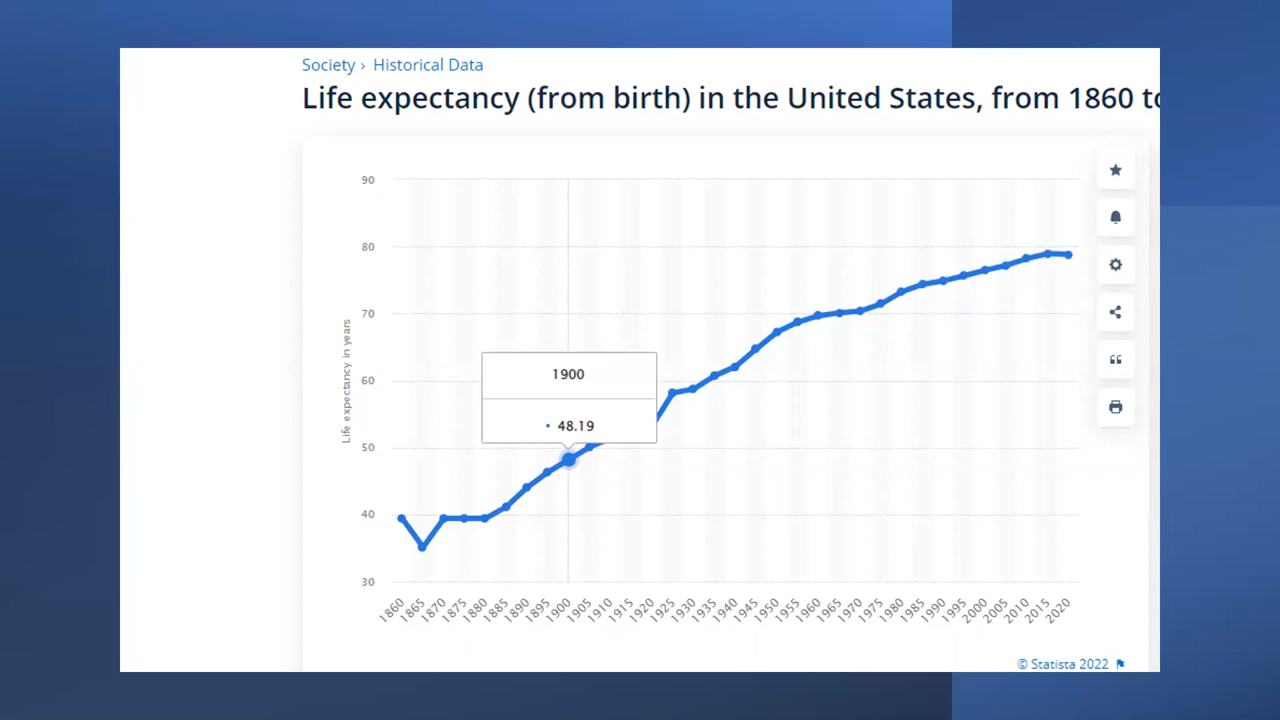 Society › Historical Data
Life expectancy (from birth) in the United States, from 1860 to
90
80
70
60
50
40
30
Life expectancy in years
1900
• 48.19
1860 1865 1870 1875 1880 1885 1890 1895 1900 1905 1910 1915 1920 1925 1930 1935 1940 1945 1950 1955 1960 1965 1970 1975 1980 1985 1990 1995 2000 2005 2010 2015 2020
© Statista 2022